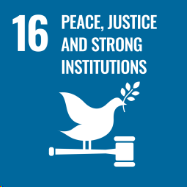 16 PEACE, JUSTICE
AND STRONG
INSTITUTIONS